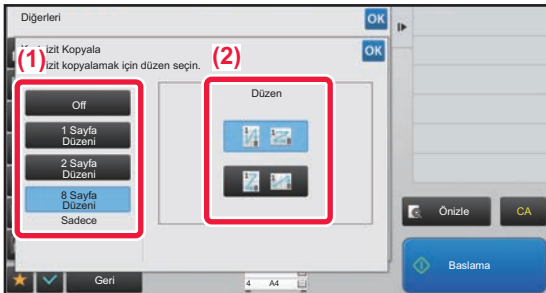 Diğerleri
OK
izit Kopyala
OK
(1)
(2)
izit kopyalamak için düzen seçin.
Düzen
Off
1 Sayfa
Düzeni
2 Sayfa
Düzeni
8 Sayfa
Düzeni
Sadece
Önizle
CA
Baslama
Geri
4 A4